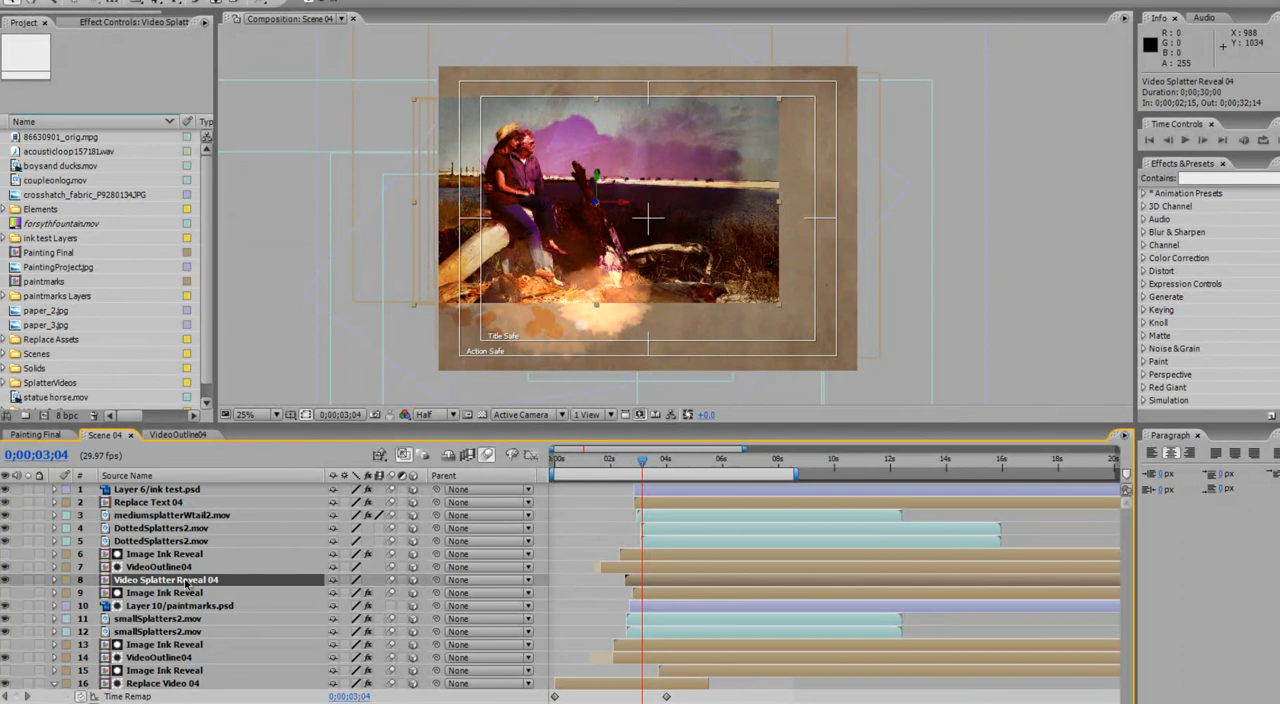 Project
Effect Controls: Video Splatt
Composition: Scene 04
Info
Audio
R: 0
G: 0
B: 0
A: 255
X: 988
Y: 1034
Video Splatter Reveal 04
Duration: 0;00;30;00
In: 0;00;02;15, Out: 0;00;32;14
Time Controls
Effects & Presets
Contains:
* Animation Presets
3D Channel
Audio
Blur & Sharpen
Channel
Color Correction
Distort
Expression Controls
Generate
Keying
Knoll
Matte
Noise & Grain
Paint
Perspective
Red Giant
Simulation
Name
Typ
86630901_orig.mpg
acousticloop157181.wav
boysand ducks.mov
coupleonlog.mov
crosshatch_fabric_P9280134JPG
Elements
forsythfountain.mov
ink test Layers
Painting Final
PaintingProject.jpg
paintmarks
paintmarks Layers
paper_2.jpg
paper_3.jpg
Replace Assets
Scenes
Solids
SplatterVideos
statue horse.mov
8 bpc
Title Safe
Action Safe
25%
0;00;03;04
Half
Active Camera
1 View
+0.0
Painting Final
Scene 04
VideoOutline04
Paragraph
0;00;03;04
(29.97 fps)
:00s
02s
04s
06s
08s
10s
12s
14s
16s
18s
20s
0 px
0 px
0 px
0 px
0 px
#
Source Name
Parent
1 Layer 6/ink test.psd None
2 Replace Text 04 None
3 mediumsplatterWtail2.mov None
4 DottedSplatters2.mov None
5 DottedSplatters2.mov None
6 Image Ink Reveal None
7 VideoOutline04 None
8 Video Splatter Reveal 04 None
9 Image Ink Reveal None
10 Layer 10/paintmarks.psd None
11 smallSplatters2.mov None
12 smallSplatters2.mov None
13 Image Ink Reveal None
14 VideoOutline04 None
15 Image Ink Reveal None
16 Replace Video 04 None
Time Remap
0;00;03;04